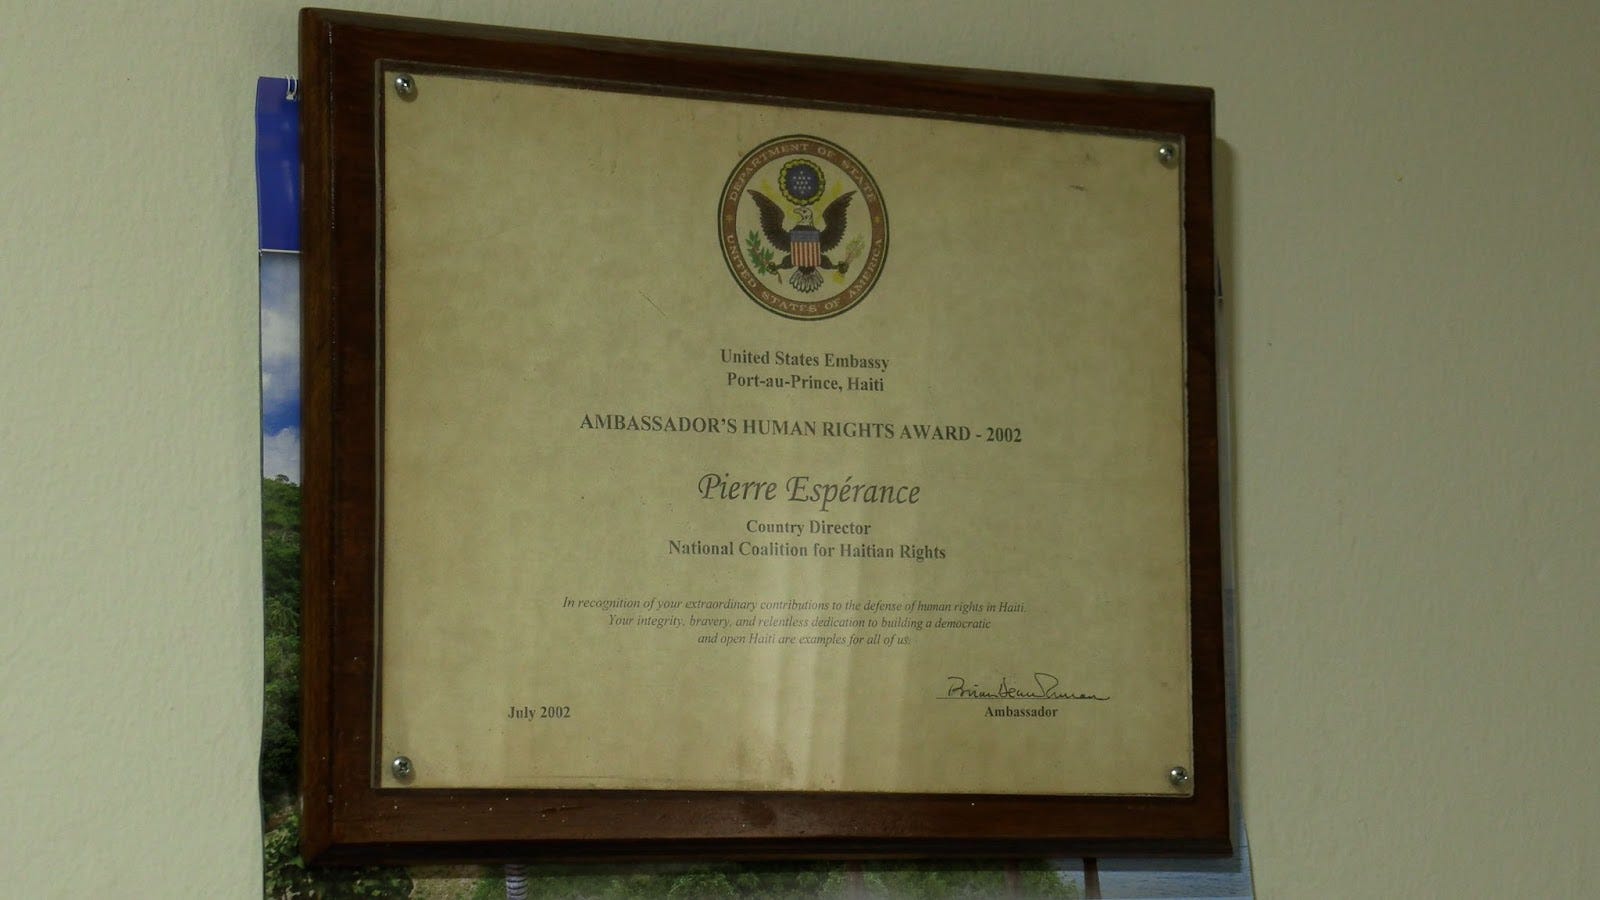 DEPARTMENT OF STATE
UNITED STATES OF AMERICA
United States Embassy
Port-au-Prince, Haiti
AMBASSADOR'S HUMAN RIGHTS AWARD - 2002
Pierre Espérance
Country Director
National Coalition for Haitian Rights
In recognition of your extraordinary contributions to the defense of human rights in Haiti.
Your integrity, bravery, and relentless dedication to building a democratic
and open Haiti are examples for all of us.
July 2002
Ambassador